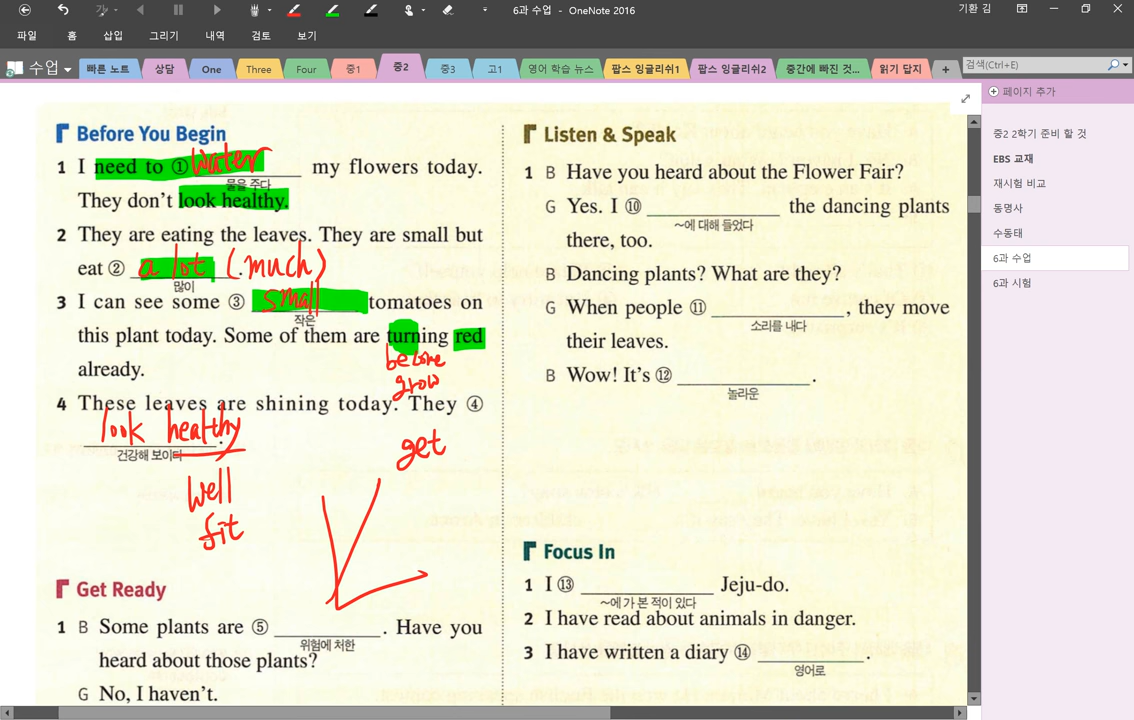 6과 수업 - OneNote 2016
기환 김
파일 홈 삽입 그리기 내역 검토 보기
수업 빠른 노트 상담 One Three Four 중1 중2 중3 고1 영어 학습 뉴스 팝스 잉글리쉬1 팝스 잉글리쉬2 중간에 빠진 것... 읽기 답지 +
검색(Ctrl+E)
페이지 추가
중2 2학기 준비 할 것
EBS 교재
재시험 비교
동명사
수동태
6과 수업
6과 시험
Before You Begin
1 I need to ① water my flowers today.
물을 주다
They don't look healthy.
2 They are eating the leaves. They are small but
eat ② a lot . (much)
많이
3 I can see some ③ small tomatoes on
작은
this plant today. Some of them are turning red
already.
become
grow
get
4 These leaves are shining today. They ④
look healthy .
건강해 보이다
well
fit
Get Ready
1 B Some plants are ⑤ ____________. Have you
위험에 처한
heard about those plants?
G No, I haven't.
Listen & Speak
1 B Have you heard about the Flower Fair?
G Yes. I ⑩ ____________ the dancing plants
~에 대해 들었다
there, too.
B Dancing plants? What are they?
G When people ⑪ ____________, they move
소리를 내다
their leaves.
B Wow! It's ⑫ ____________.
놀라운
Focus In
1 I ⑬ ____________ Jeju-do.
~에 가 본 적이 있다
2 I have read about animals in danger.
3 I have written a diary ⑭ ____________.
영어로